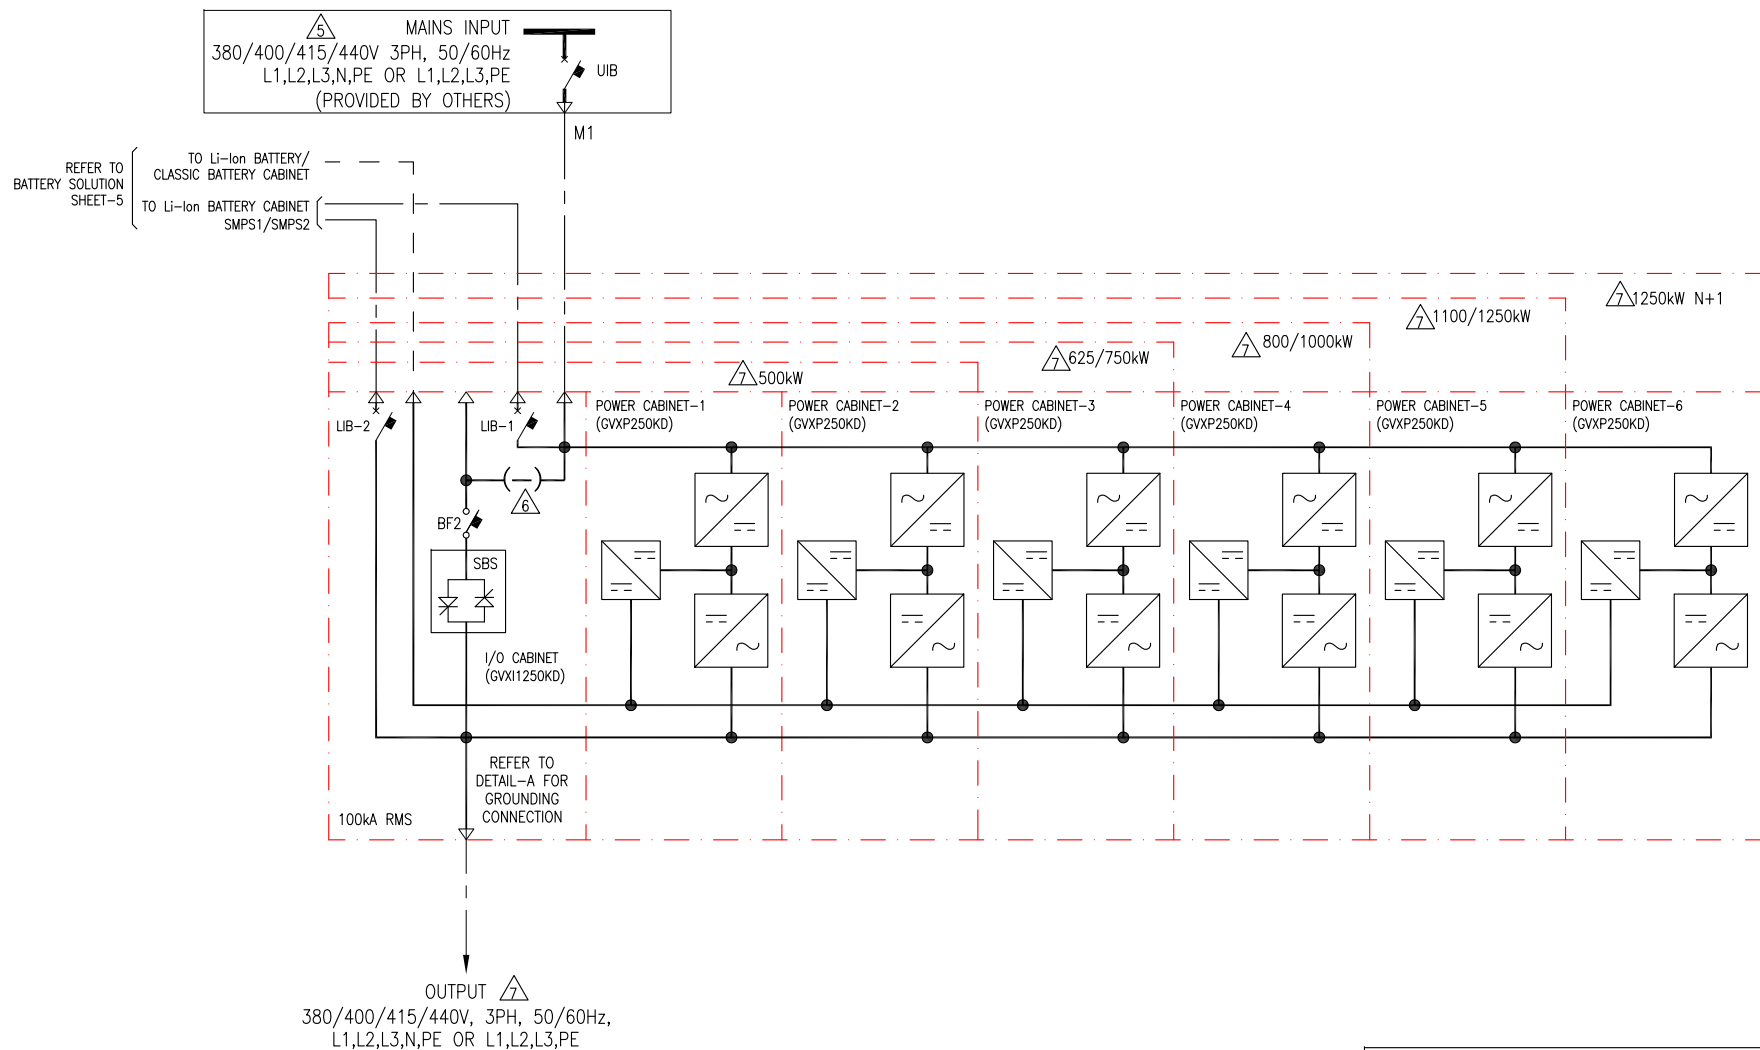 5
MAINS INPUT
380/400/415/440V 3PH, 50/60Hz
L1,L2,L3,N,PE OR L1,L2,L3,PE
(PROVIDED BY OTHERS)
UIB
M1
REFER TO
BATTERY SOLUTION
SHEET-5
TO Li-Ion BATTERY/
CLASSIC BATTERY CABINET
TO Li-Ion BATTERY CABINET
SMPS1/SMPS2
7 1250kW N+1
7 1100/1250kW
7 800/1000kW
7 625/750kW
7 500kW
LIB-2
LIB-1
POWER CABINET-1
(GVXP250KD)
POWER CABINET-2
(GVXP250KD)
POWER CABINET-3
(GVXP250KD)
POWER CABINET-4
(GVXP250KD)
POWER CABINET-5
(GVXP250KD)
POWER CABINET-6
(GVXP250KD)
6
BF2
SBS
I/O CABINET
(GVXI1250KD)
REFER TO
DETAIL-A FOR
GROUNDING
CONNECTION
100kA RMS
OUTPUT 7
380/400/415/440V, 3PH, 50/60Hz,
L1,L2,L3,N,PE OR L1,L2,L3,PE